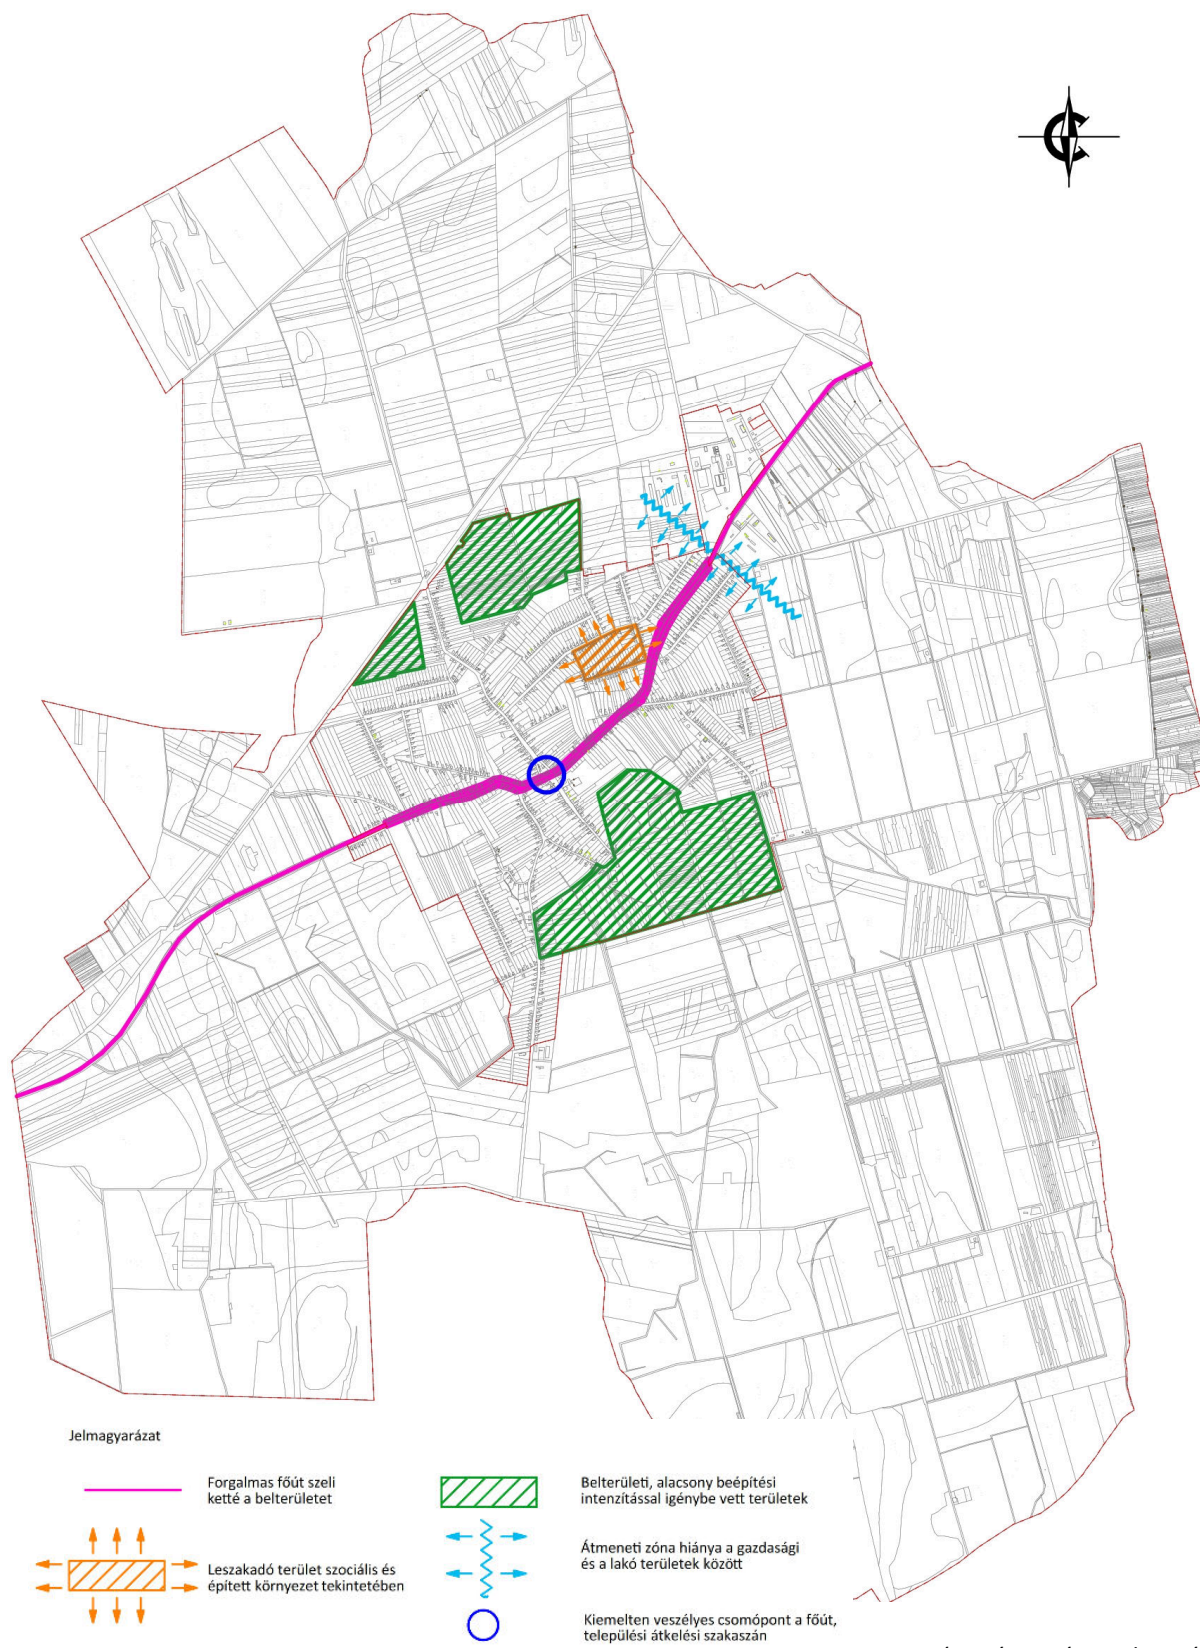 Jelmagyarázat
Forgalmas főút szeli
ketté a belterületet
Leszakadó terület szociális és
épített környezet tekintetében
Belterületi, alacsony beépítési
intenzítással igénybe vett területek
Átmeneti zóna hiánya a gazdasági
és a lakó területek között
Kiemelten veszélyes csomópont a főút,
települési átkelési szakaszán